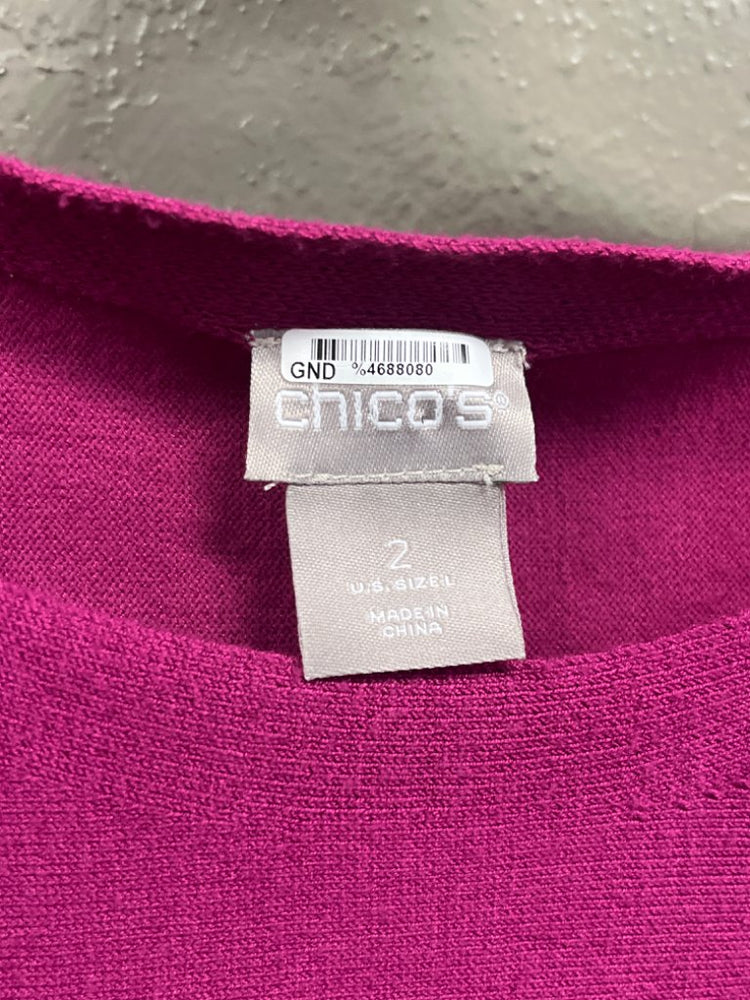 GND %4688080
chico's®
2
U.S. SIZE:L
MADE IN
CHINA